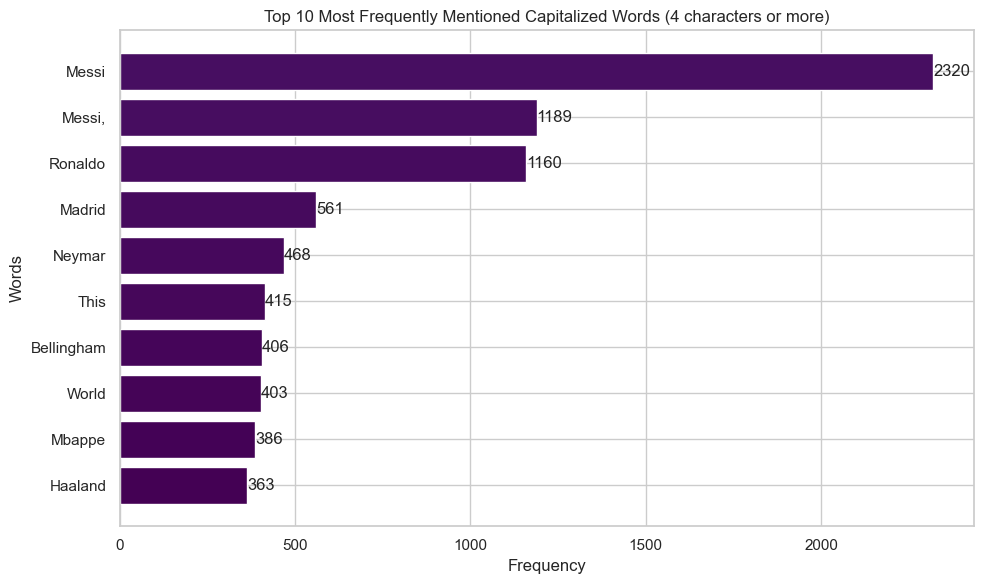 Top 10 Most Frequently Mentioned Capitalized Words (4 characters or more)
Words
Messi 2320
Messi, 1189
Ronaldo 1160
Madrid 561
Neymar 468
This 415
Bellingham 406
World 403
Mbappe 386
Haaland 363
0 500 1000 1500 2000
Frequency